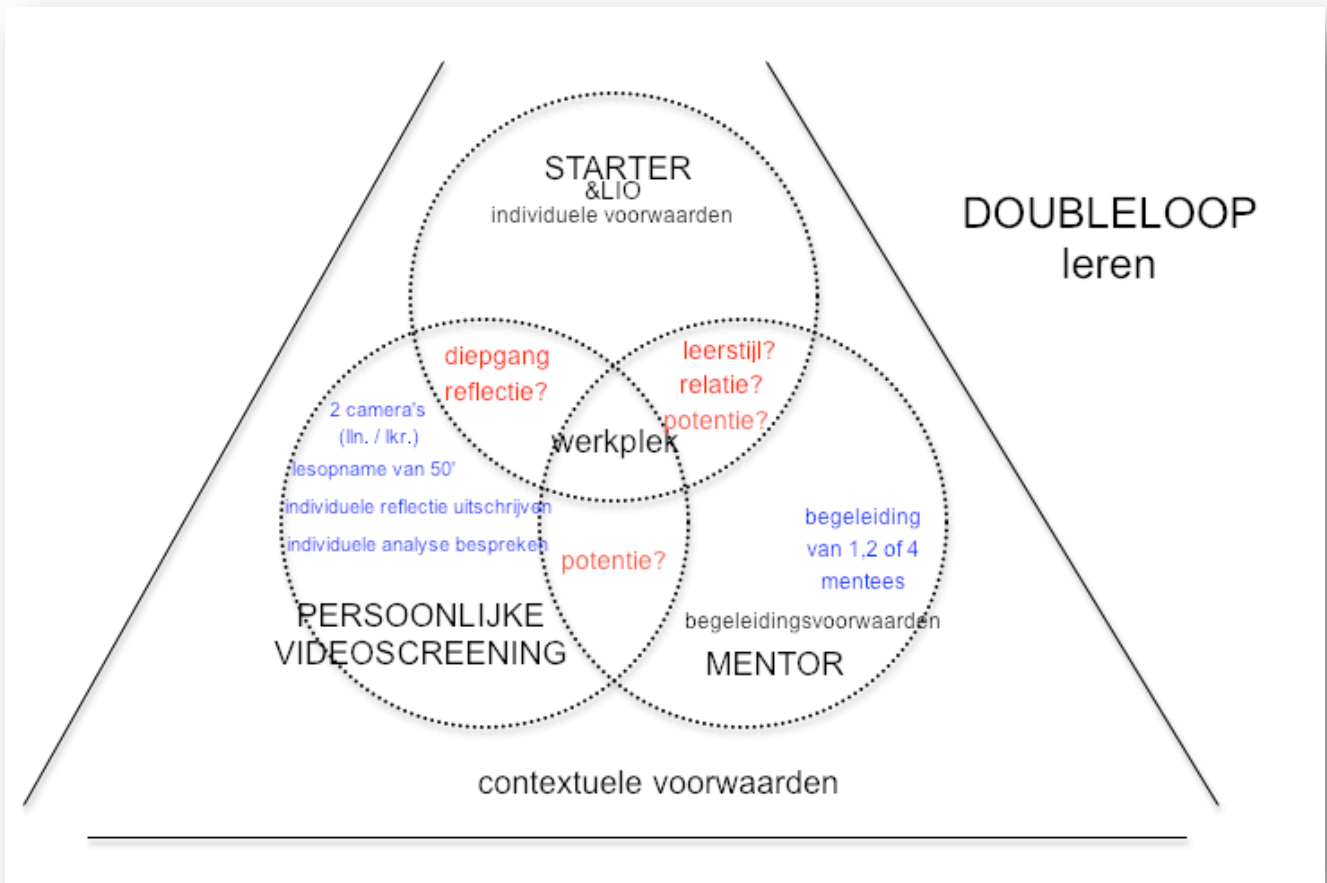 STARTER
&LIO
individuele voorwaarden
DOUBLELOOP
leren
diepgang
reflectie?
leerstijl?
relatie?
potentie?
werkplek
2 camera's
(lln. / lkr.)
lesopname van 50'
individuele reflectie uitschrijven
individuele analyse bespreken
PERSOONLIJKE
VIDEOSCREENING
potentie?
begeleiding
van 1,2 of 4
mentees
begeleidingsvoorwaarden
MENTOR
contextuele voorwaarden